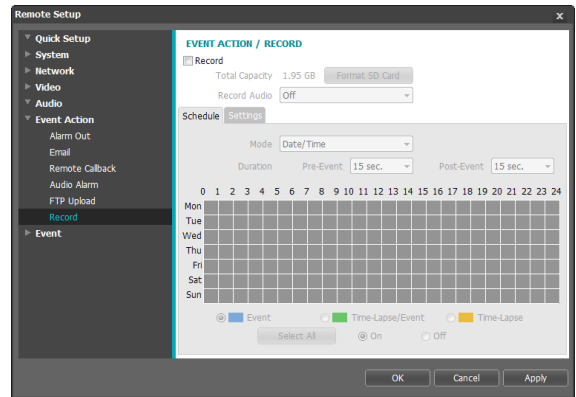 Remote Setup x
Quick Setup
System
Network
Video
Audio
Event Action
Alarm Out
Email
Remote Callback
Audio Alarm
FTP Upload
Record
Event
EVENT ACTION / RECORD
Record
Total Capacity 1.95 GB Format SD Card
Record Audio Off
Schedule Settings
Mode Date/Time
Duration Pre-Event 15 sec. Post-Event 15 sec.
0 1 2 3 4 5 6 7 8 9 10 11 12 13 14 15 16 17 18 19 20 21 22 23 24
Mon
Tue
Wed
Thu
Fri
Sat
Sun
Event Time-Lapse/Event Time-Lapse
Select All On Off
OK Cancel Apply